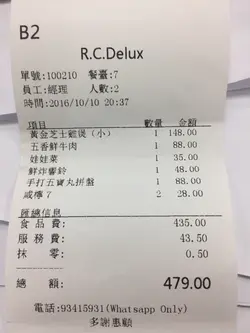 B2
R.C.Delux
單號:100210 餐臺:7
員工:經理 人數:2
時間:2016/10/10 20:37
項目 數量 金額
黃金芝士雞煲（小） 1 148.00
五香鮮牛肉 1 88.00
娃娃菜 1 35.00
鮮炸響鈴 1 48.00
手打五寶丸拼盤 1 88.00
咸檸7 2 28.00
匯總信息
食品費: 435.00
服務費: 43.50
抹零: 0.50
總額: 479.00
電話:93415931(Whatsapp Only)
多謝惠顧